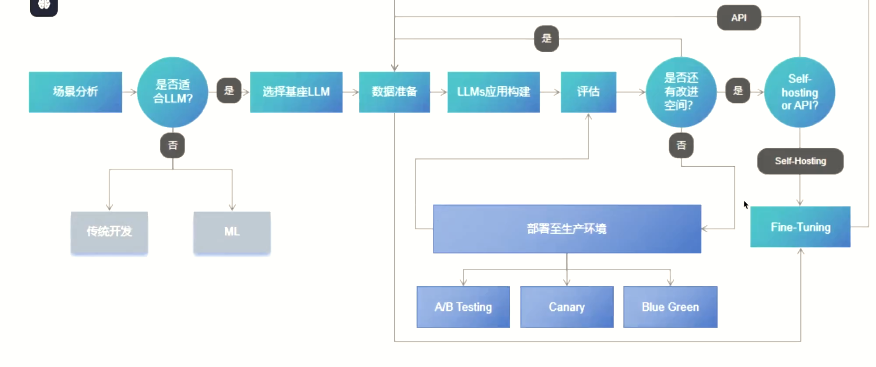 API
是
场景分析
是否适
合LLM?
是
选择基座LLM
数据准备
LLMs应用构建
评估
是否还
有改进
空间?
是
Self-
hosting
or API?
否
否
Self-Hosting
传统开发
ML
部署至生产环境
Fine-Tuning
A/B Testing
Canary
Blue Green